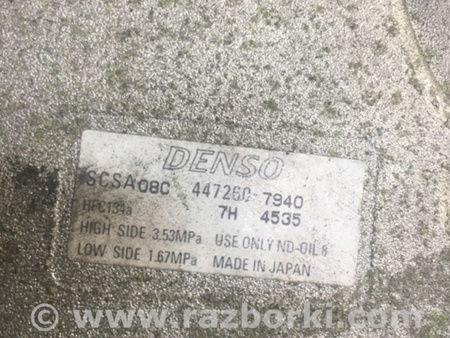 DENSO
SCSA08C 447260-7940
HFC134a 7H 4535
HIGH SIDE 3.53MPa USE ONLY ND-OIL 8
LOW SIDE 1.67MPa MADE IN JAPAN
© www.razborki.com